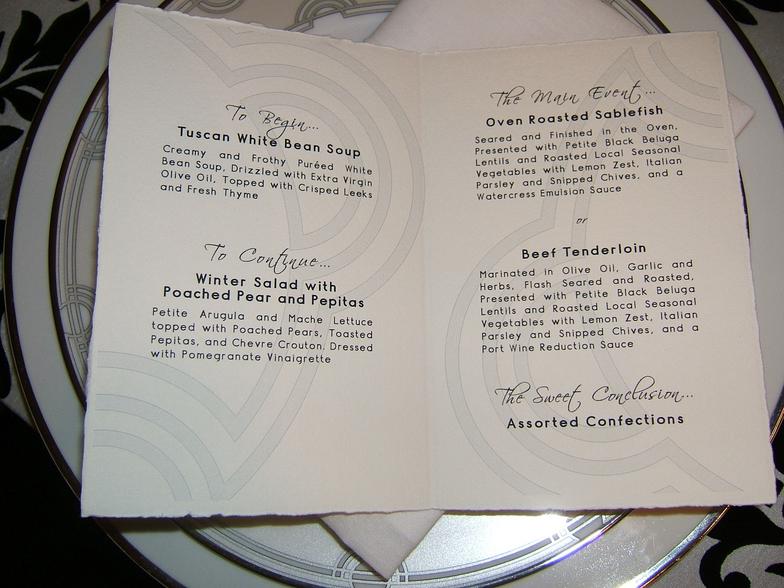 To Begin...
Tuscan White Bean Soup
Creamy and Frothy Puréed White
Bean Soup, Drizzled with Extra Virgin
Olive Oil, Topped with Crisped Leeks
and Fresh Thyme
To Continue...
Winter Salad with
Poached Pear and Pepitas
Petite Arugula and Mache Lettuce
topped with Poached Pears, Toasted
Pepitas, and Chevre Crouton. Dressed
with Pomegranate Vinaigrette
The Main Event...
Oven Roasted Sablefish
Seared and Finished in the Oven,
Presented with Petite Black Beluga
Lentils and Roasted Local Seasonal
Vegetables with Lemon Zest, Italian
Parsley and Snipped Chives, and a
Watercress Emulsion Sauce
or
Beef Tenderloin
Marinated in Olive Oil, Garlic and
Herbs, Flash Seared and Roasted,
Presented with Petite Black Beluga
Lentils and Roasted Local Seasonal
Vegetables with Lemon Zest, Italian
Parsley and Snipped Chives, and a
Port Wine Reduction Sauce
The Sweet Conclusion...
Assorted Confections